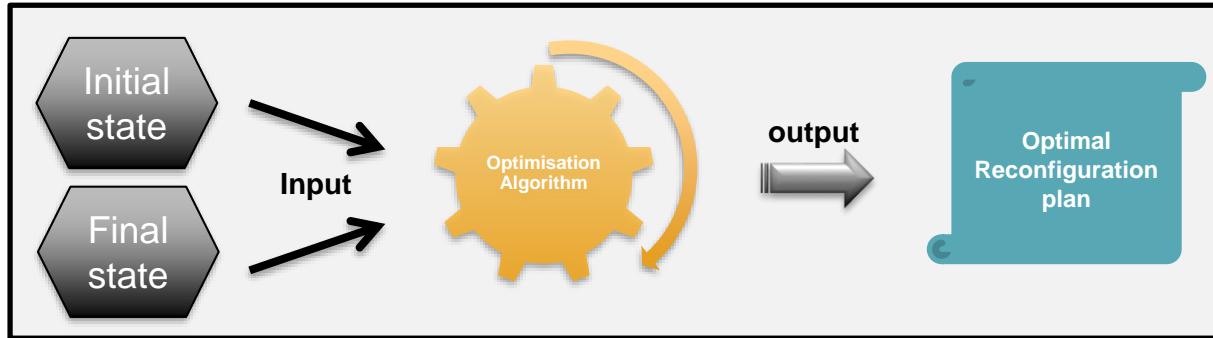 Initial
state
Final
state
Input
Optimisation
Algorithm
output
Optimal
Reconfiguration
plan